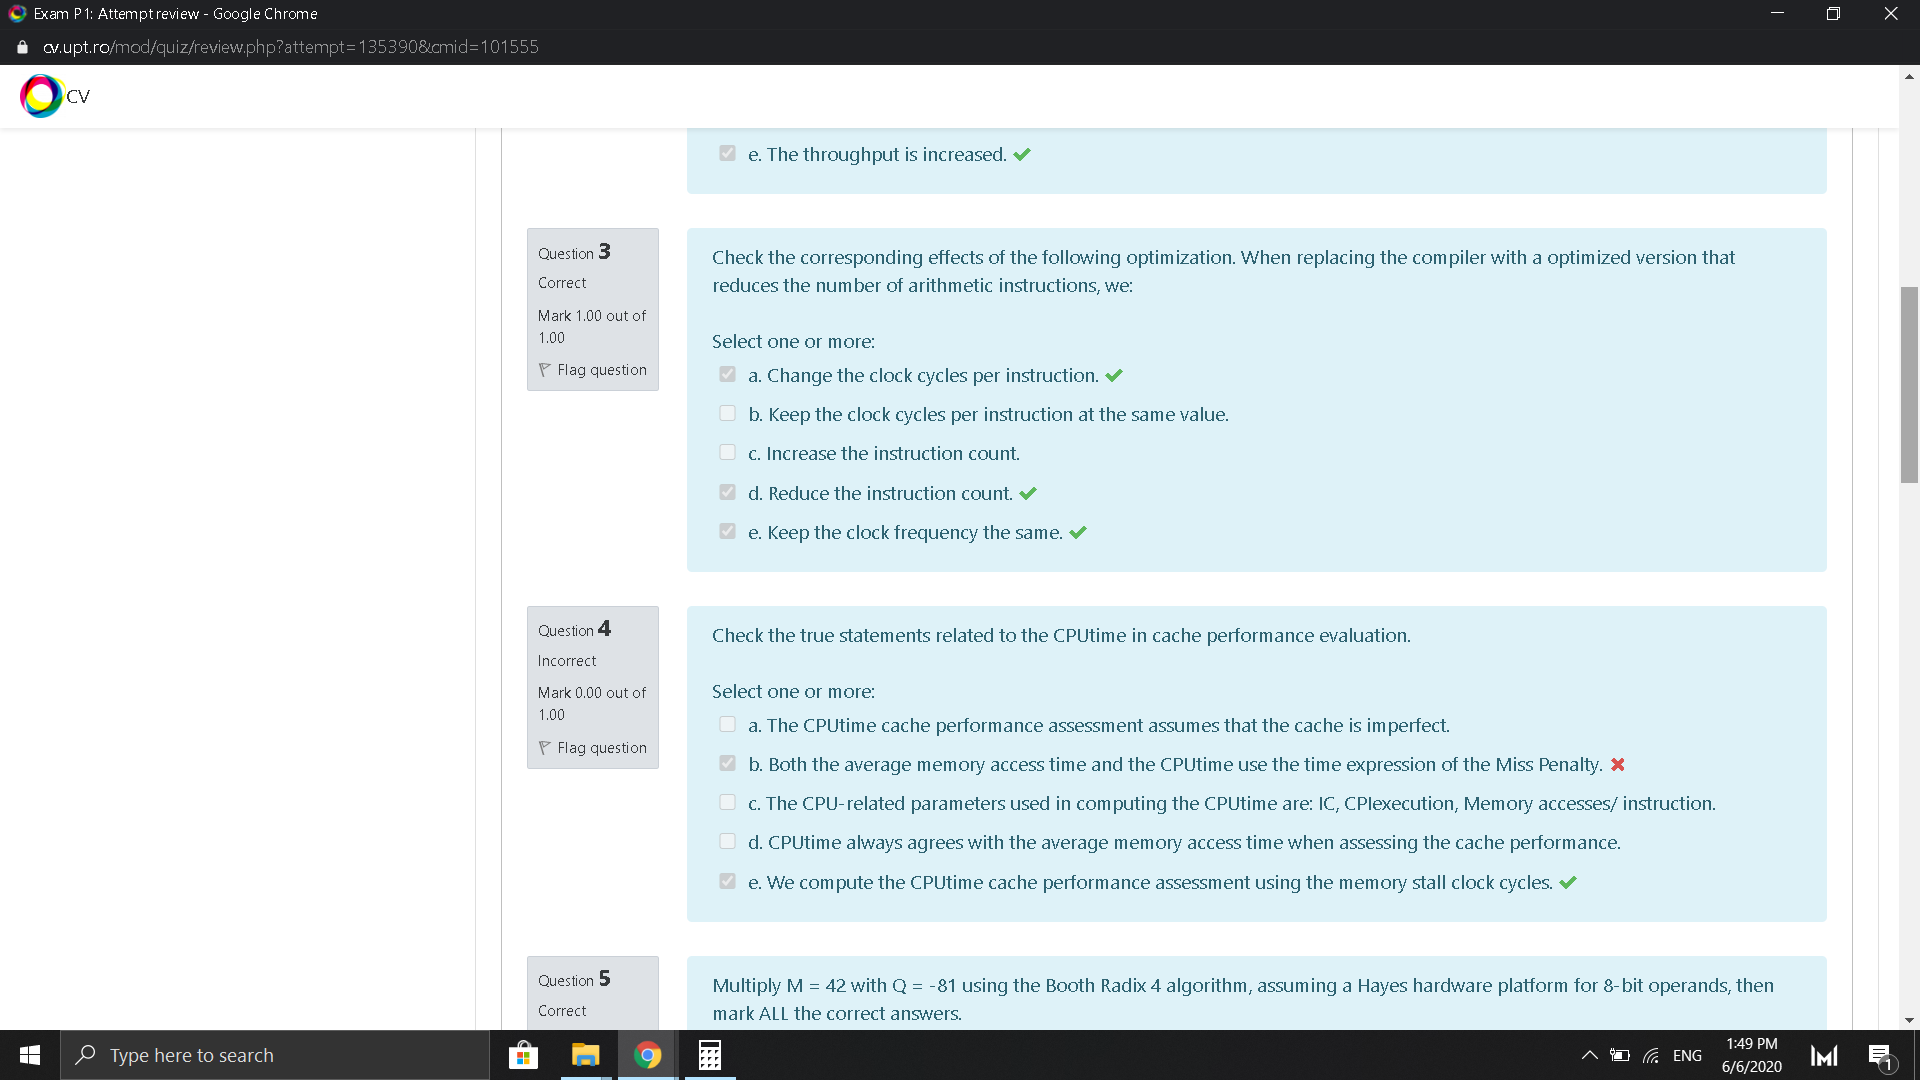 Exam P1: Attempt review - Google Chrome
cv.upt.ro/mod/quiz/review.php?attempt=135390&cmid=101555
CV
e. The throughput is increased.
Question 3
Correct
Mark 1.00 out of
1.00
Flag question
Check the corresponding effects of the following optimization. When replacing the compiler with a optimized version that
reduces the number of arithmetic instructions, we:
Select one or more:
a. Change the clock cycles per instruction.
b. Keep the clock cycles per instruction at the same value.
c. Increase the instruction count.
d. Reduce the instruction count.
e. Keep the clock frequency the same.
Question 4
Incorrect
Mark 0.00 out of
1.00
Flag question
Check the true statements related to the CPUtime in cache performance evaluation.
Select one or more:
a. The CPUtime cache performance assessment assumes that the cache is imperfect.
b. Both the average memory access time and the CPUtime use the time expression of the Miss Penalty.
c. The CPU-related parameters used in computing the CPUtime are: IC, CPIexecution, Memory accesses/ instruction.
d. CPUtime always agrees with the average memory access time when assessing the cache performance.
e. We compute the CPUtime cache performance assessment using the memory stall clock cycles.
Question 5
Correct
Multiply M = 42 with Q = -81 using the Booth Radix 4 algorithm, assuming a Hayes hardware platform for 8-bit operands, then
mark ALL the correct answers.
Type here to search
ENG
1:49 PM
6/6/2020
1